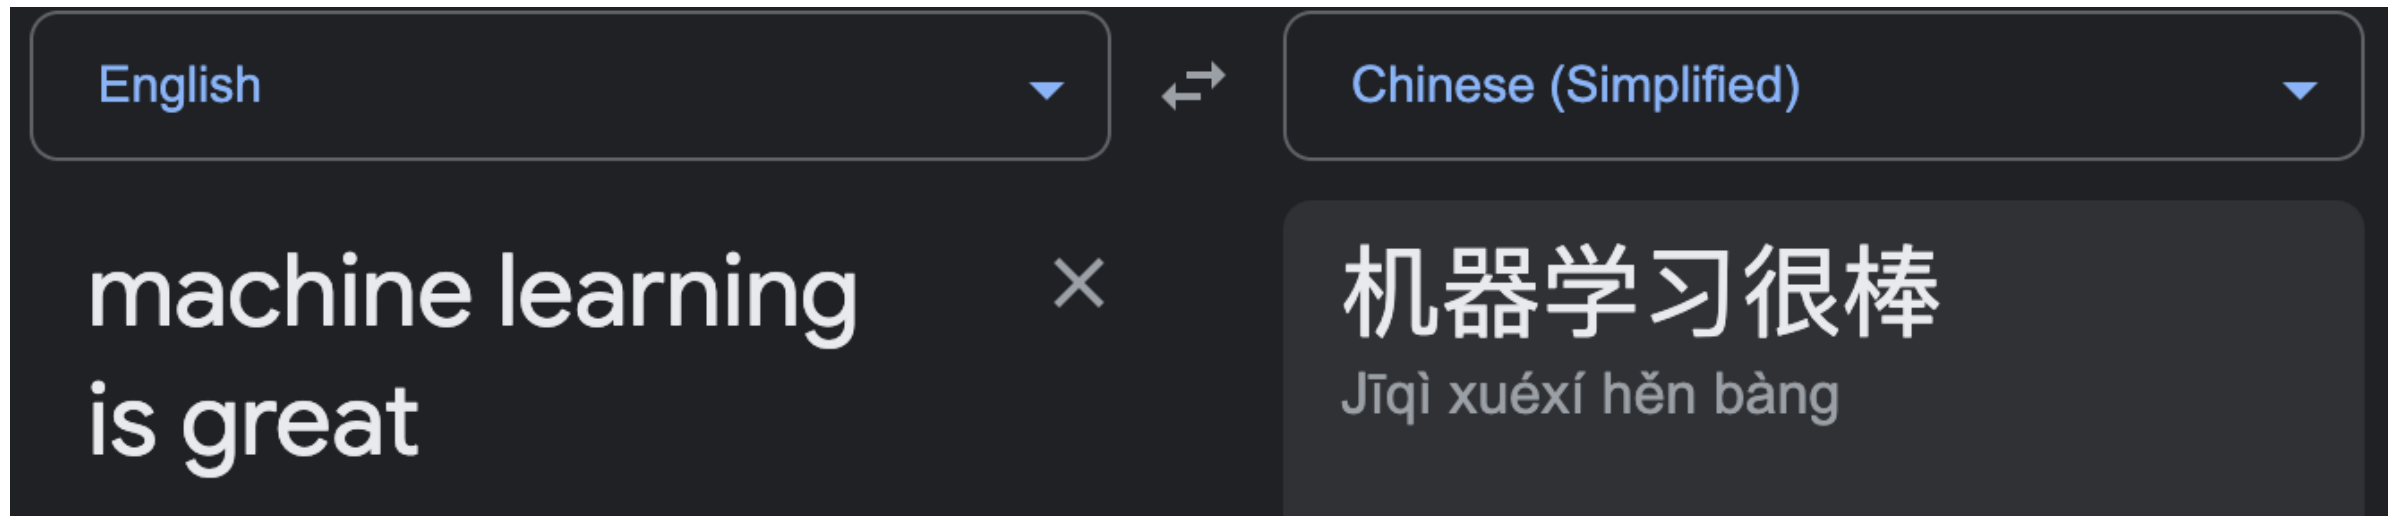 English
Chinese (Simplified)
machine learning
is great
机器学习很棒
Jīqì xuéxí hěn bàng